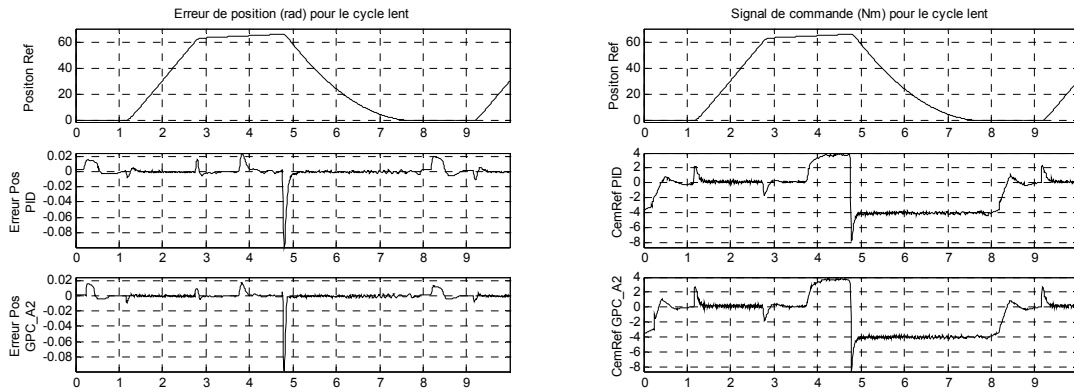 Erreur de position (rad) pour le cycle lent
Positon Ref
60
40
20
0
0 1 2 3 4 5 6 7 8 9
Erreur Pos
PID
0.02
0
-0.02
-0.04
-0.06
-0.08
0 1 2 3 4 5 6 7 8 9
Erreur Pos
GPC_A2
0.02
0
-0.02
-0.04
-0.06
-0.08
0 1 2 3 4 5 6 7 8 9
Signal de commande (Nm) pour le cycle lent
Positon Ref
60
40
20
0
0 1 2 3 4 5 6 7 8 9
CemRef PID
4
2
0
-2
-4
-6
-8
0 1 2 3 4 5 6 7 8 9
CemRef GPC_A2
4
2
0
-2
-4
-6
-8
0 1 2 3 4 5 6 7 8 9